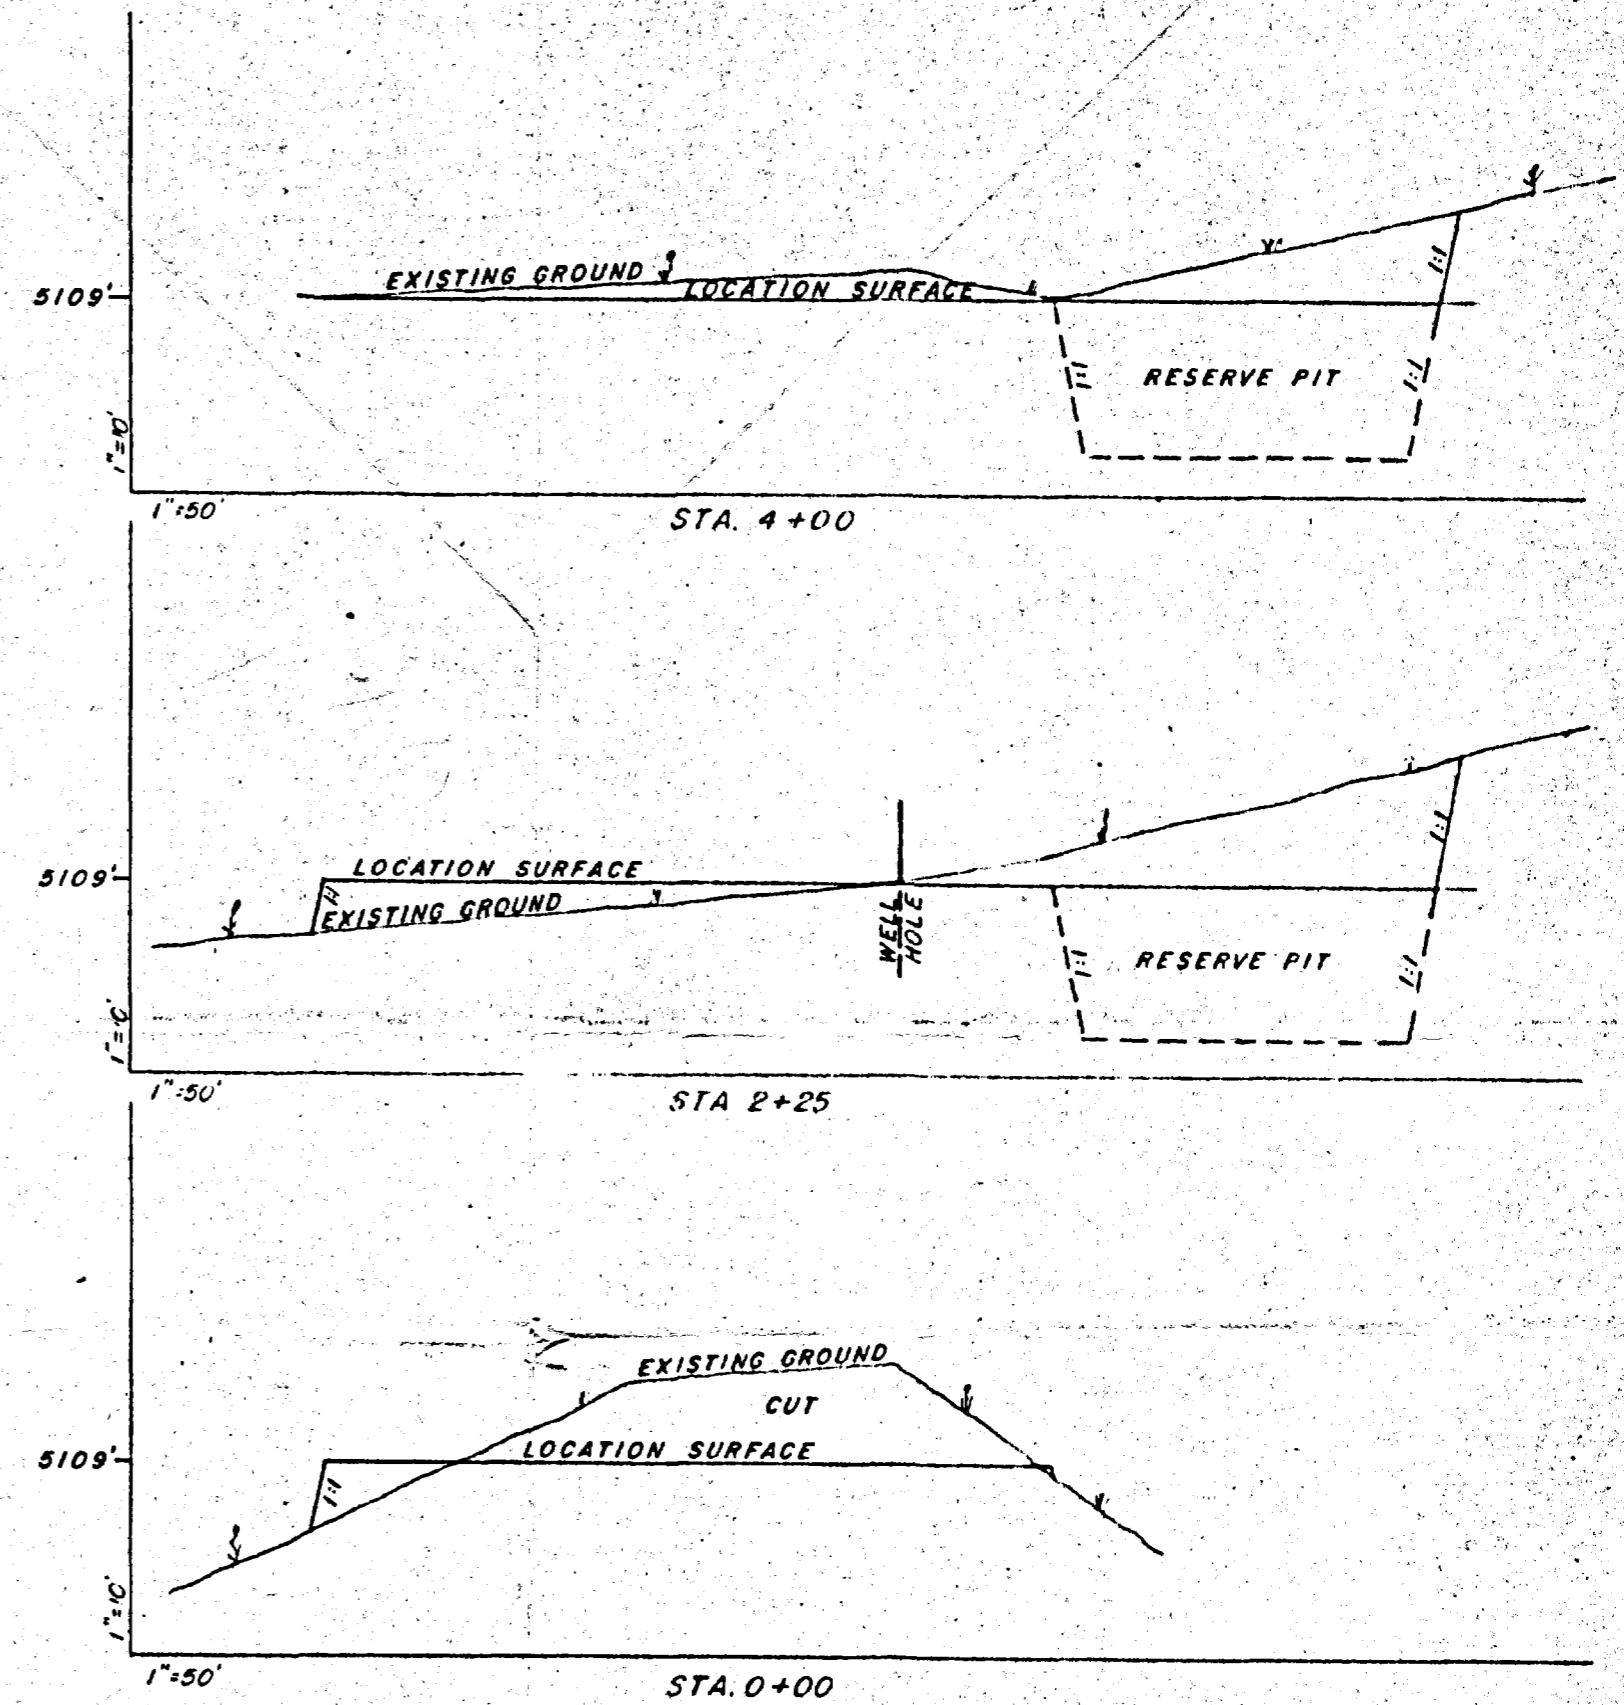 EXISTING GROUND
LOCATION SURFACE
5109'
1:1
1:1
1:1
RESERVE PIT
1"=10'
1"=50'
STA. 4+00
LOCATION SURFACE
5109'
1:1
EXISTING GROUND
WELL
HOLE
1:1
1:1
1:1
RESERVE PIT
1"=10'
1"=50'
STA 2+25
EXISTING GROUND
CUT
LOCATION SURFACE
5109'
1:1
1"=10'
1"=50'
STA. 0+00